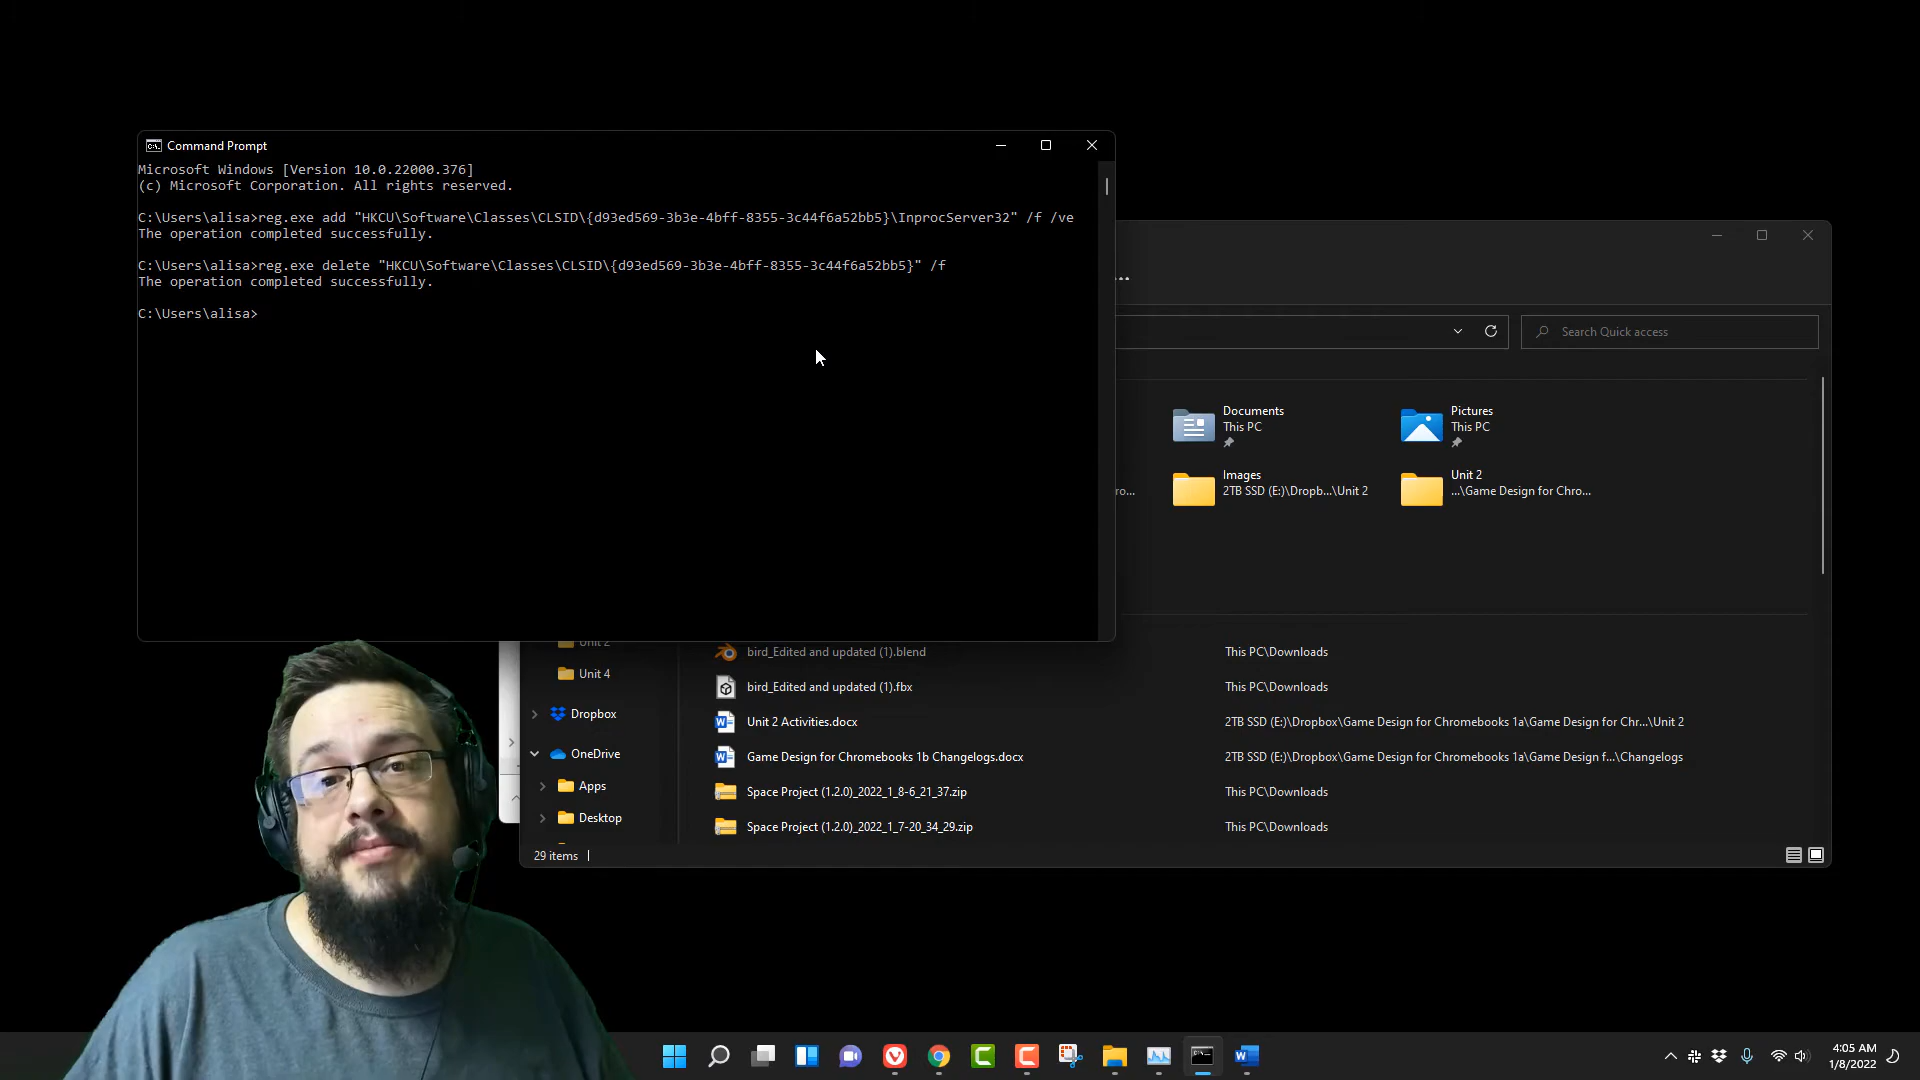 Command Prompt
Microsoft Windows [Version 10.0.22000.376]
(c) Microsoft Corporation. All rights reserved.
C:\Users\alisa>reg.exe add "HKCU\Software\Classes\CLSID\{d93ed569-3b3e-4bff-8355-3c44f6a52bb5}\InprocServer32" /f /ve
The operation completed successfully.
C:\Users\alisa>reg.exe delete "HKCU\Software\Classes\CLSID\{d93ed569-3b3e-4bff-8355-3c44f6a52bb5}" /f
The operation completed successfully.
C:\Users\alisa>
...
Search Quick access
Documents
This PC
Pictures
This PC
Images
2TB SSD (E:)\Dropb...\Unit 2
Unit 2
...\Game Design for Chro...
ro...
Unit 2
Unit 4
Dropbox
OneDrive
Apps
Desktop
bird_Edited and updated (1).blend
This PC\Downloads
bird_Edited and updated (1).fbx
This PC\Downloads
Unit 2 Activities.docx
2TB SSD (E:)\Dropbox\Game Design for Chromebooks 1a\Game Design for Chr...\Unit 2
Game Design for Chromebooks 1b Changelogs.docx
2TB SSD (E:)\Dropbox\Game Design for Chromebooks 1a\Game Design f...\Changelogs
Space Project (1.2.0)_2022_1_8-6_21_37.zip
This PC\Downloads
Space Project (1.2.0)_2022_1_7-20_34_29.zip
This PC\Downloads
29 items
4:05 AM
1/8/2022